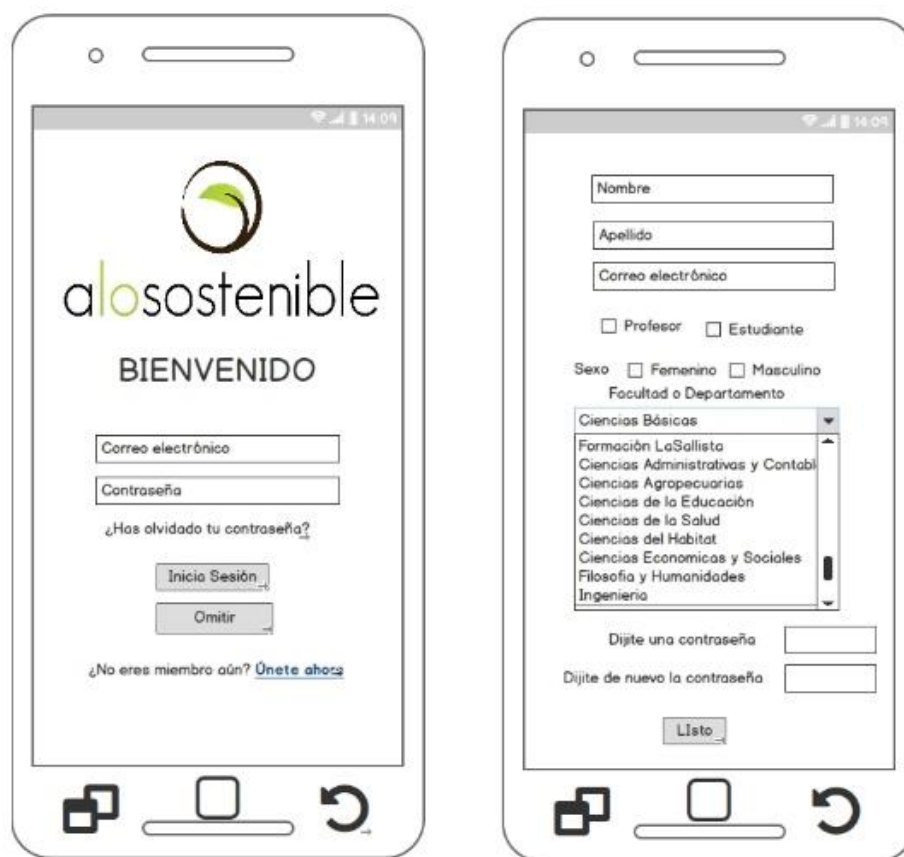 14:09
alosostenible
BIENVENIDO
Correo electrónico
Contraseña
¿Has olvidado tu contraseña?
Inicia Sesión
Omitir
¿No eres miembro aún? Únete ahora
14:09
Nombre
Apellido
Correo electrónico
Profesor Estudiante
Sexo Femenino Masculino
Facultad o Departamento
Ciencias Básicas
Formación LaSallista
Ciencias Administrativas y Contabl
Ciencias Agropecuarias
Ciencias de la Educación
Ciencias de la Salud
Ciencias del Habitat
Ciencias Economicas y Sociales
Filosofia y Humanidades
Ingenieria
Dijite una contraseña
Dijite de nuevo la contraseña
LIsto